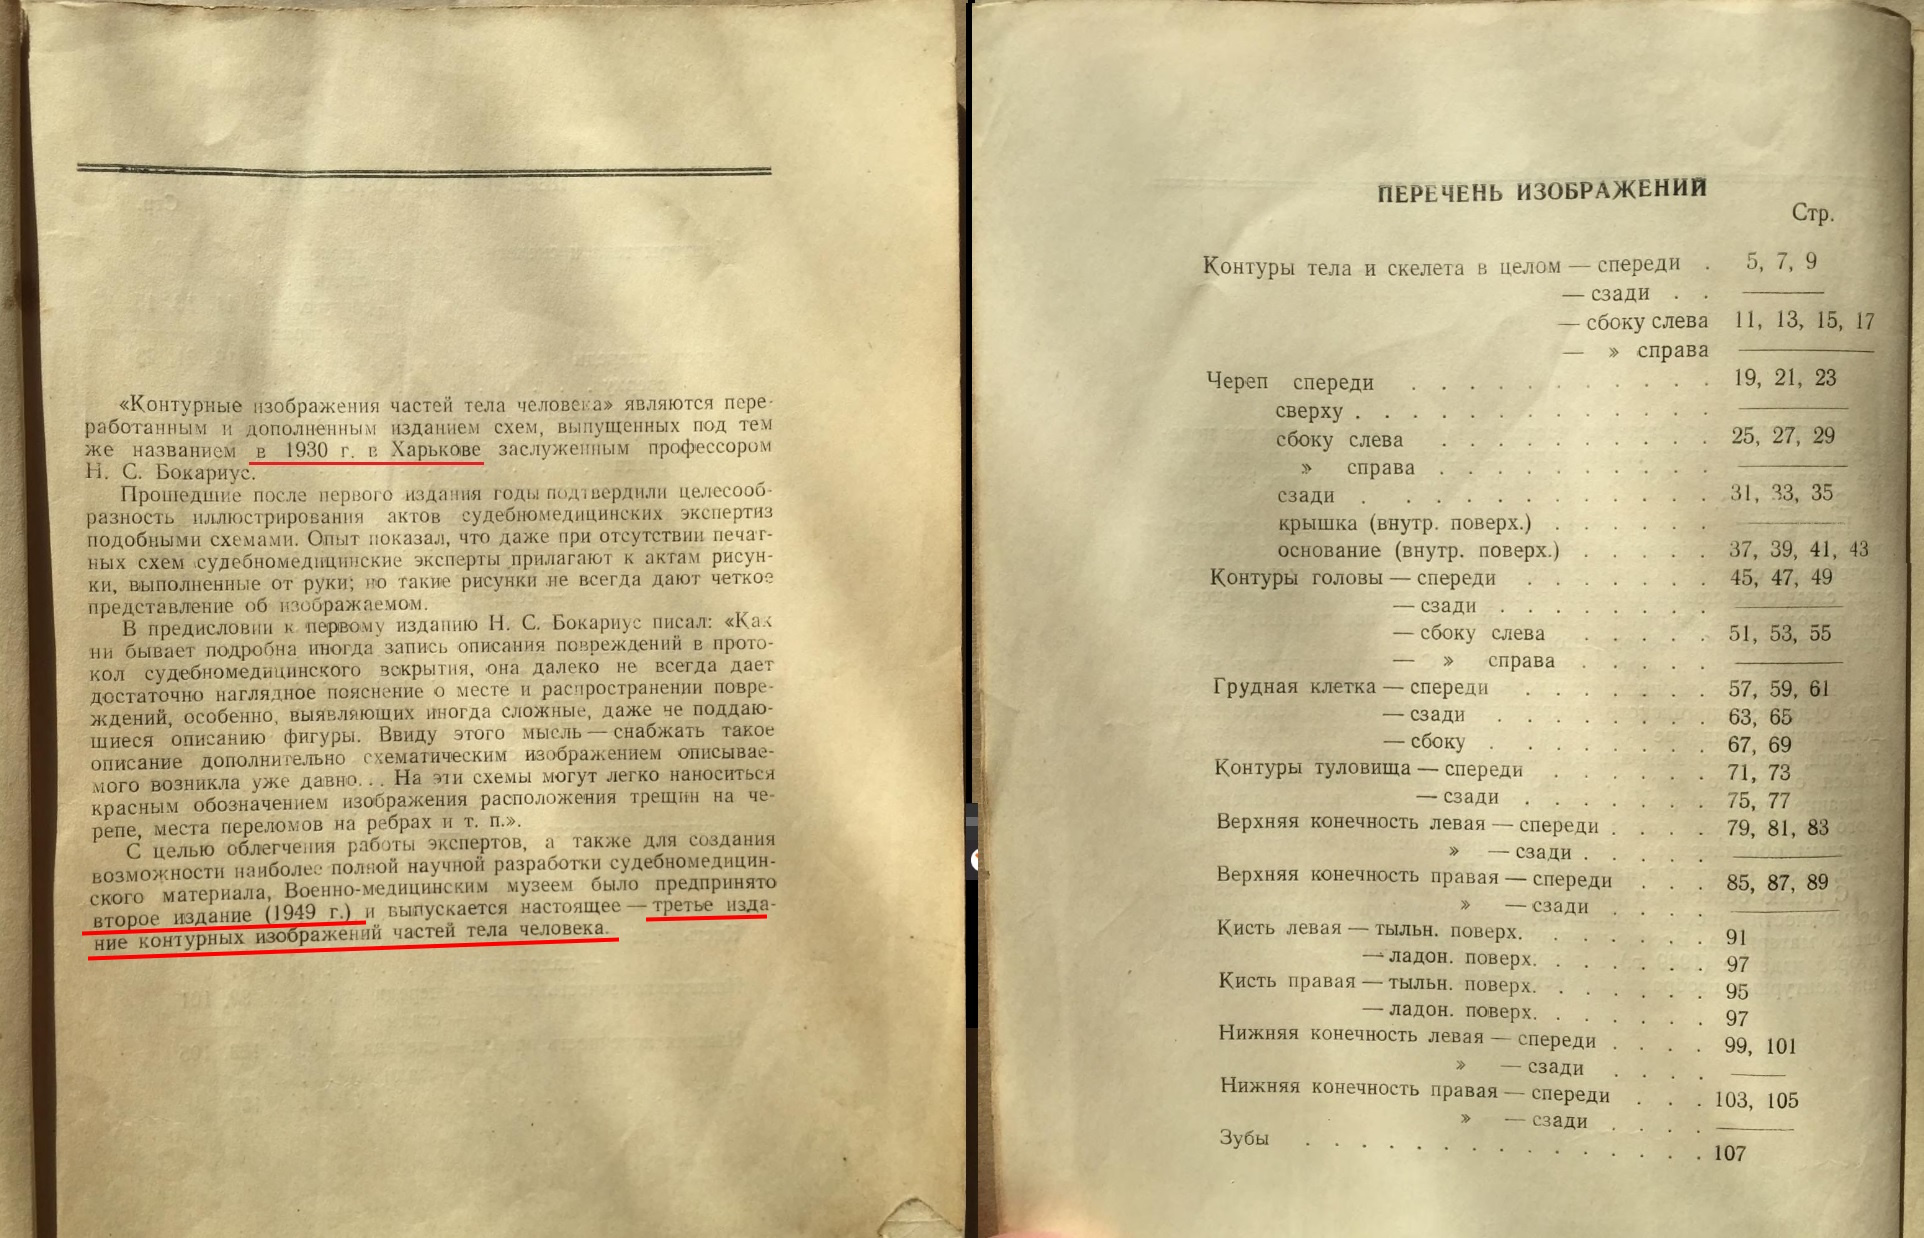 «Контурные изображения частей тела человека» являются пере-
работанным и дополненным изданием схем, выпущенных под тем
же названием в 1930 г. в Харькове заслуженным профессором
Н. С. Бокариус.
Прошедшие после первого издания годы подтвердили целесооб-
разность иллюстрирования актов судебномедицинских экспертиз
подобными схемами. Опыт показал, что даже при отсутствии печат-
ных схем судебномедицинские эксперты прилагают к актам рисун-
ки, выполненные от руки; но такие рисунки не всегда дают четкое
представление об изображаемом.
В предисловии к первому изданию Н. С. Бокариус писал: «Как
ни бывает подробна иногда запись описания повреждений в прото-
кол судебномедицинского вскрытия, она далеко не всегда дает
достаточно наглядное пояснение о месте и распространении повре-
ждений, особенно, выявляющих иногда сложные, даже не поддаю-
шиеся описанию фигуры. Ввиду этого мысль — снабжать такое
описание дополнительно схематическим изображением описывае-
мого возникла уже давно... На эти схемы могут легко наноситься
красным обозначением изображения расположения трещин на че-
репе, места переломов на ребрах и т. п.».
С целью облегчения работы экспертов, а также для создания
возможности наиболее полной научной разработки судебномедицин-
ского материала, Военно-медицинским музеем было предпринято
второе издание (1949 г.) и выпускается настоящее — третье изда-
ние контурных изображений частей тела человека.
ПЕРЕЧЕНЬ ИЗОБРАЖЕНИЙ
Стр.
Контуры тела и скелета в целом — спереди . 5, 7, 9
— сзади . . ———
— сбоку слева 11, 13, 15, 17
— » справа ———
Череп спереди . . . . . . . . . . . 19, 21, 23
сверху . . . . . . . . . . . . . ———
сбоку слева . . . . . . . . . . 25, 27, 29
» справа . . . . . . . . . . ———
сзади . . . . . . . . . . . . . 31, 33, 35
крышка (внутр. поверх.) . . . . . . ———
основание (внутр. поверх.) . . . . . 37, 39, 41, 43
Контуры головы — спереди . . . . . . . 45, 47, 49
— сзади . . . . . . . . ———
— сбоку слева . . . . . 51, 53, 55
— » справа . . . . . ———
Грудная клетка — спереди . . . . . . . 57, 59, 61
— сзади . . . . . . . . 63, 65
— сбоку . . . . . . . . 67, 69
Контуры туловища — спереди . . . . . . 71, 73
— сзади . . . . . . . 75, 77
Верхняя конечность левая — спереди . . . . 79, 81, 83
» — сзади . . . . . ———
Верхняя конечность правая — спереди . . . 85, 87, 89
» — сзади . . . . ———
Кисть левая — тыльн. поверх. . . . . . . 91
— ладон. поверх. . . . . . . 97
Кисть правая — тыльн. поверх. . . . . . . 95
— ладон. поверх. . . . . . . 97
Нижняя конечность левая — спереди . . . . 99, 101
» — сзади . . . . ———
Нижняя конечность правая — спереди . . . 103, 105
» — сзади . . . . ———
Зубы . . . . . . . . . . . . . . . 107